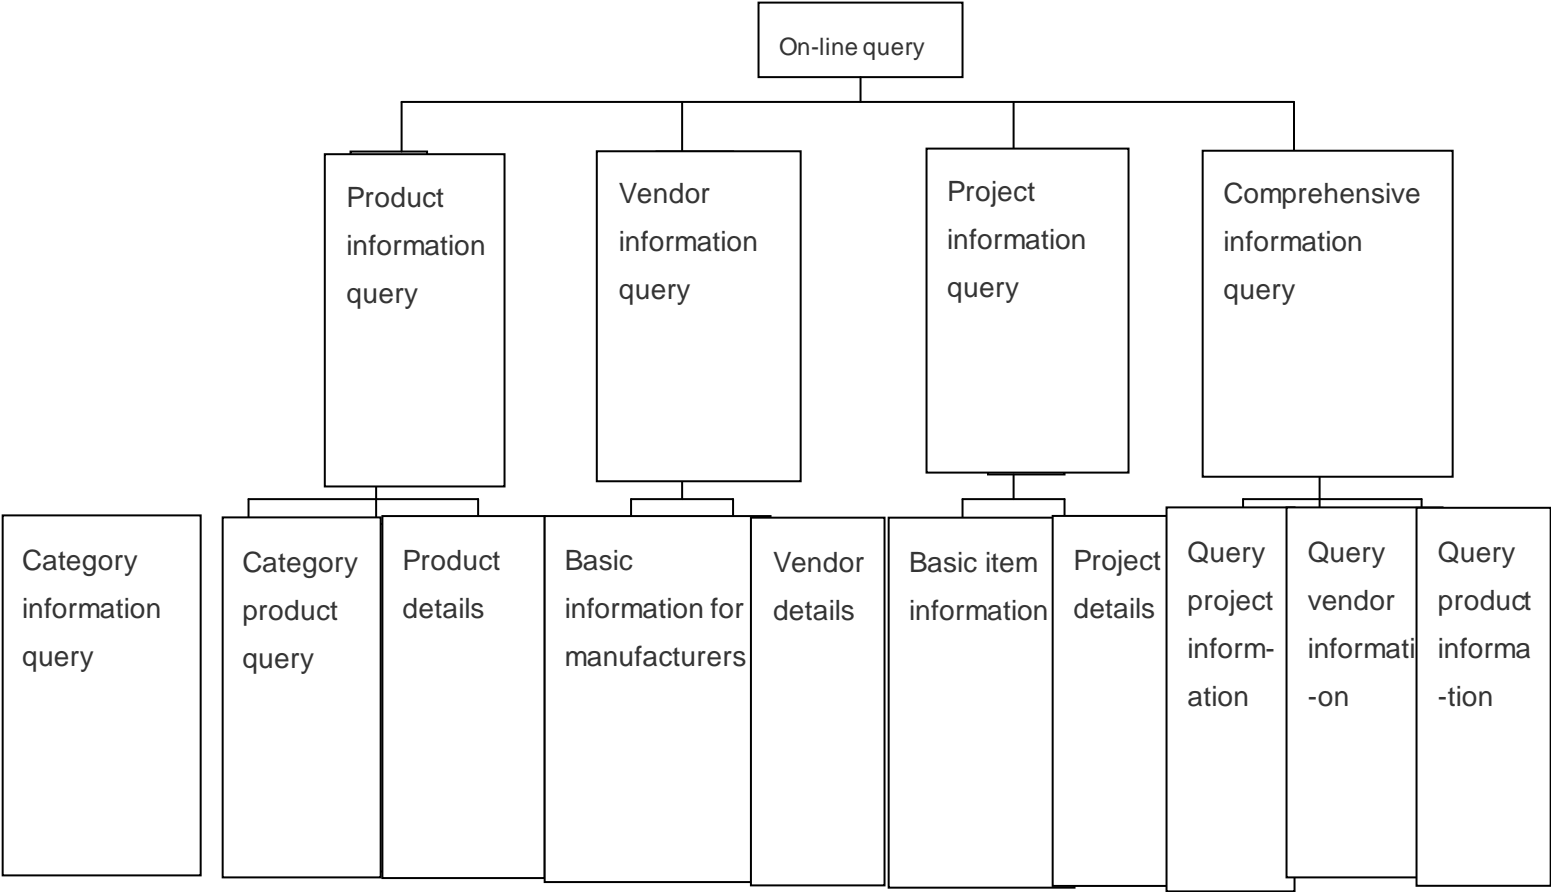 On-line query
Product
information
query
Vendor
information
query
Project
information
query
Comprehensive
information
query
Category
information
query
Category
product
query
Product
details
Basic
information for
manufacturers
Vendor
details
Basic item
information
Project
details
Query
project
inform-
ation
Query
vendor
informati
-on
Query
product
informa
-tion